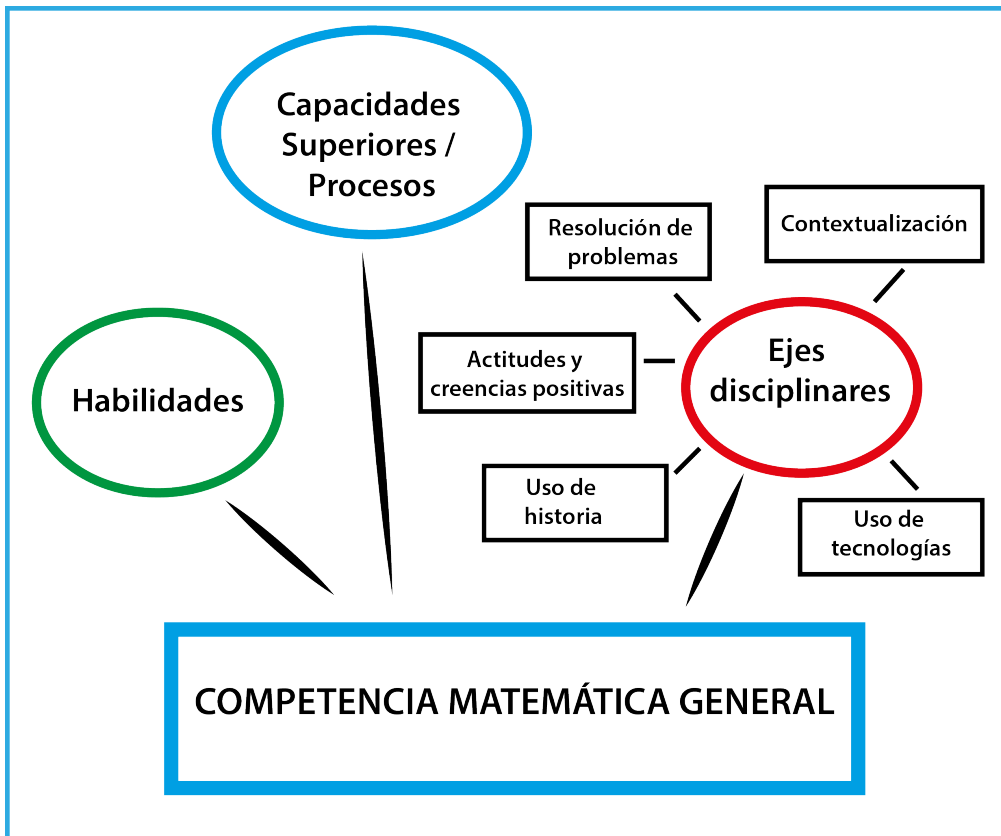 Capacidades
Superiores /
Procesos
Habilidades
Resolución de
problemas
Contextualización
Actitudes y
creencias positivas
Ejes
disciplinares
Uso de
historia
Uso de
tecnologías
COMPETENCIA MATEMÁTICA GENERAL